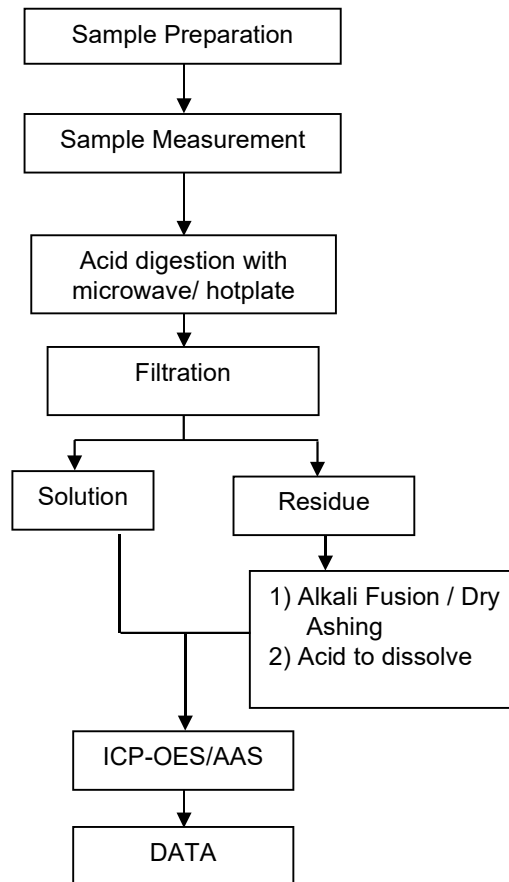 Sample Preparation
Sample Measurement
Acid digestion with
microwave/ hotplate
Filtration
Solution
Residue
1) Alkali Fusion / Dry
Ashing
2) Acid to dissolve
ICP-OES/AAS
DATA